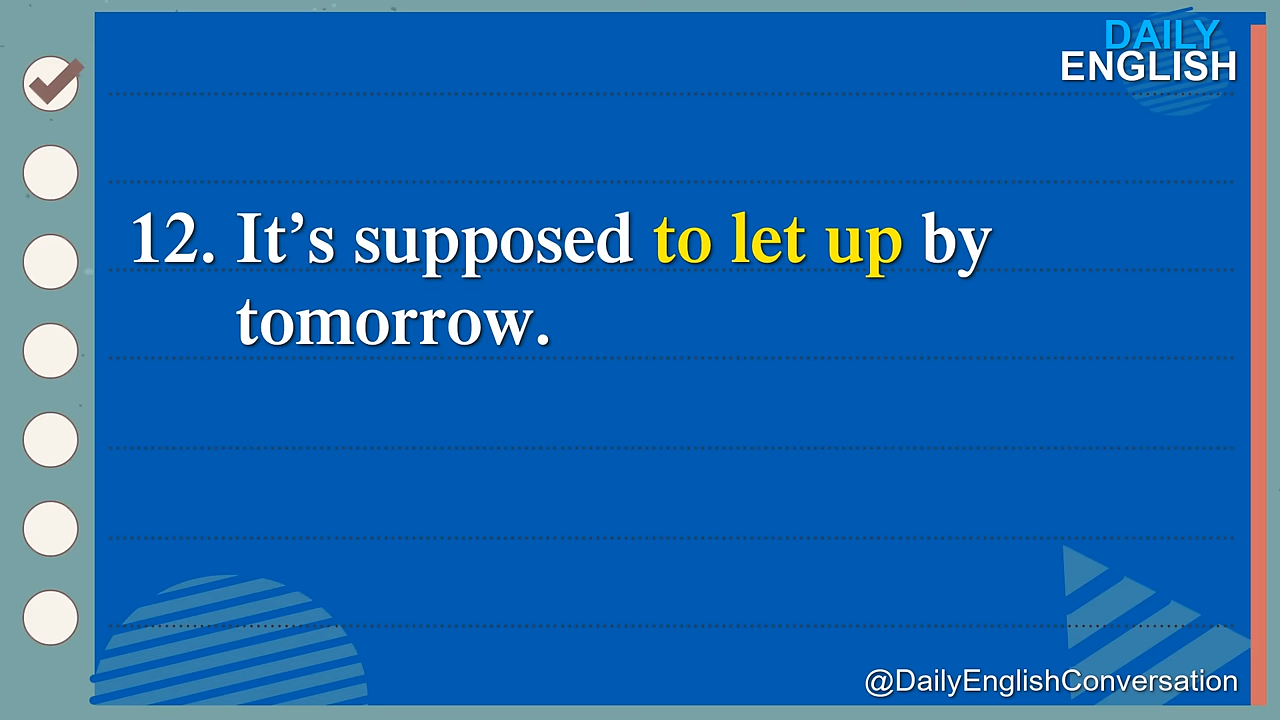 DAILY
ENGLISH
12. It’s supposed to let up by
tomorrow.
@DailyEnglishConversation